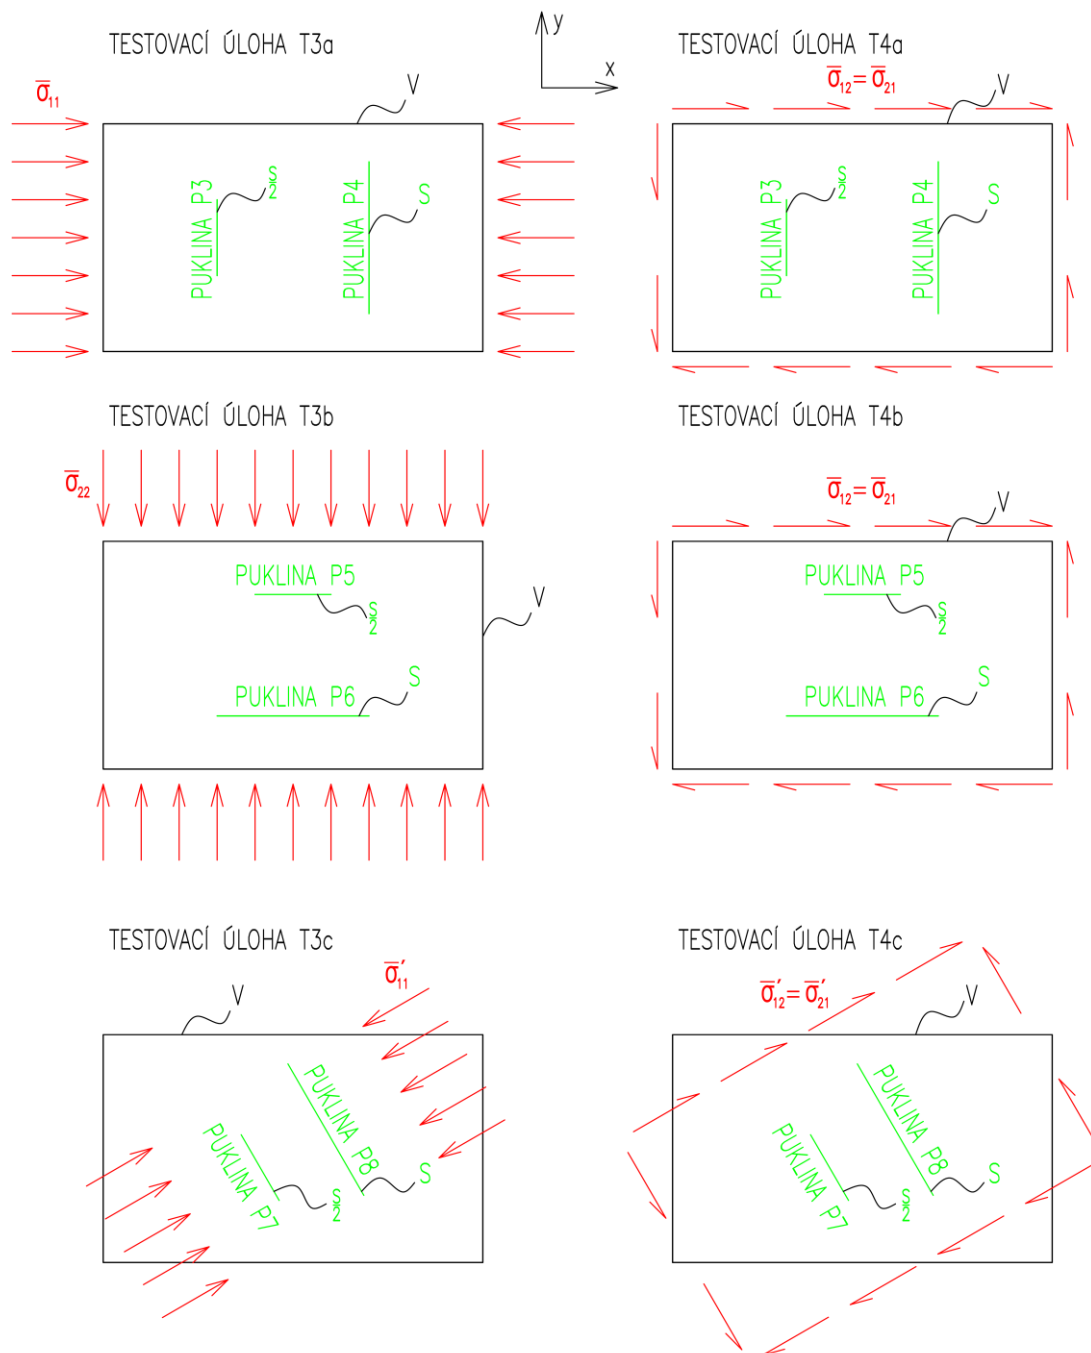 TESTOVACÍ ÚLOHA T3a
y
x
σ̅₁₁
V
PUKLINA P3
S/2
PUKLINA P4
S
TESTOVACÍ ÚLOHA T4a
σ̅₁₂=σ̅₂₁
V
PUKLINA P3
S/2
PUKLINA P4
S
TESTOVACÍ ÚLOHA T3b
σ̅₂₂
PUKLINA P5
S/2
V
PUKLINA P6
S
TESTOVACÍ ÚLOHA T4b
σ̅₁₂=σ̅₂₁
V
PUKLINA P5
S/2
PUKLINA P6
S
TESTOVACÍ ÚLOHA T3c
σ̅′₁₁
V
PUKLINA P8
S
PUKLINA P7
S/2
TESTOVACÍ ÚLOHA T4c
σ̅′₁₂=σ̅′₂₁
V
PUKLINA P8
S
PUKLINA P7
S/2